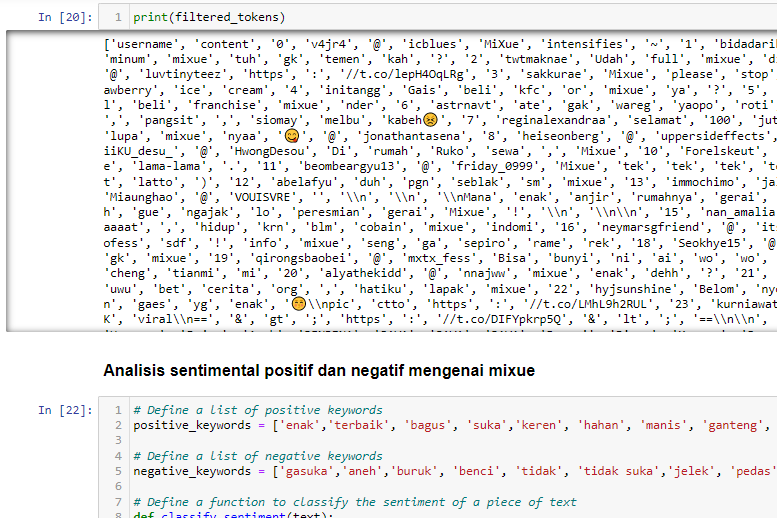 In [20]: 1 print(filtered_tokens)
['username', 'content', '0', 'v4jr4', '@', 'icblues', 'MiXue', 'intensifies', '~', '1', 'bidadari
'minum', 'mixue', 'tuh', 'gk', 'temen', 'kah', '?', '2', 'twtmaknae', 'Udah', 'full', 'mixue', 'd
'@', 'luvtinyteez', 'https', ':', '//t.co/lepH4OqLRg', '3', 'sakkurae', 'Mixue', 'please', 'stop'
awberry', 'ice', 'cream', '4', 'initangg', 'Gais', 'beli', 'kfc', 'or', 'mixue', 'ya', '?', '5',
l', 'beli', 'franchise', 'mixue', 'nder', '6', 'astrnavt', 'ate', 'gak', 'wareg', 'yaopo', 'roti'
',', 'pangsit', ',', 'siomay', 'melbu', 'kabeh😖', '7', 'reginalexandraa', 'selamat', '100', 'jut
'lupa', 'mixue', 'nyaa', '😋', '@', 'jonathantasena', '8', 'heiseonberg', '@', 'uppersideffects',
iiKU_desu_', '@', 'HwongDesou', 'Di', 'rumah', 'Ruko', 'sewa', ',', 'Mixue', '10', 'Forelskeut',
e', 'lama-lama', '.', '11', 'beombeargyu13', '@', 'friday_0999', 'Mixue', 'tek', 'tek', 'tek', 't
t', 'latto', ')', '12', 'abelafyu', 'duh', 'pgn', 'seblak', 'sm', 'mixue', '13', 'immochimo', 'ja
'Miaunghao', '@', 'VOUISVRE', '', '\\n', '\\n', '\\nMana', 'enak', 'anjir', 'rumahnya', 'gerai',
h', 'gue', 'ngajak', 'lo', 'peresmian', 'gerai', 'Mixue', '!', '\\n', '\\n\\n', '15', 'nan_amalia
aaaat', ',', 'hidup', 'krn', 'blm', 'cobain', 'mixue', 'indomi', '16', 'neymarsgfriend', '@', 'it
ofess', 'sdf', '!', 'info', 'mixue', 'seng', 'ga', 'sepiro', 'rame', 'rek', '18', 'Seokhye15', '@
'gk', 'mixue', '19', 'qirongsbaobei', '@', 'mxtx_fess', 'Bisa', 'bunyi', 'ni', 'ai', 'wo', 'wo',
'cheng', 'tianmi', 'mi', '20', 'alyathekidd', '@', 'nnajww', 'mixue', 'enak', 'dehh', '?', '21',
'uwu', 'bet', 'cerita', 'org', ',', 'hatiku', 'lapak', 'mixue', '22', 'hyjsunshine', 'Belom', 'ny
n', 'gaes', 'yg', 'enak', '😁\\npic', 'ctto', 'https', ':', '//t.co/LMhL9h2RUL', '23', 'kurniawat
K', 'viral\\n==', '&', 'gt', ';', 'https', ':', '//t.co/DIFYpkrp5Q', '&', 'lt', ';', '==\\n\\n',
Analisis sentimental positif dan negatif mengenai mixue
In [22]: 1 # Define a list of positive keywords
2 positive_keywords = ['enak','terbaik', 'bagus', 'suka','keren', 'hahan', 'manis', 'ganteng',
3
4 # Define a list of negative keywords
5 negative_keywords = ['gasuka','aneh','buruk', 'benci', 'tidak', 'tidak suka','jelek', 'pedas'
6
7 # Define a function to classify the sentiment of a piece of text
8 def classify_sentiment(text):